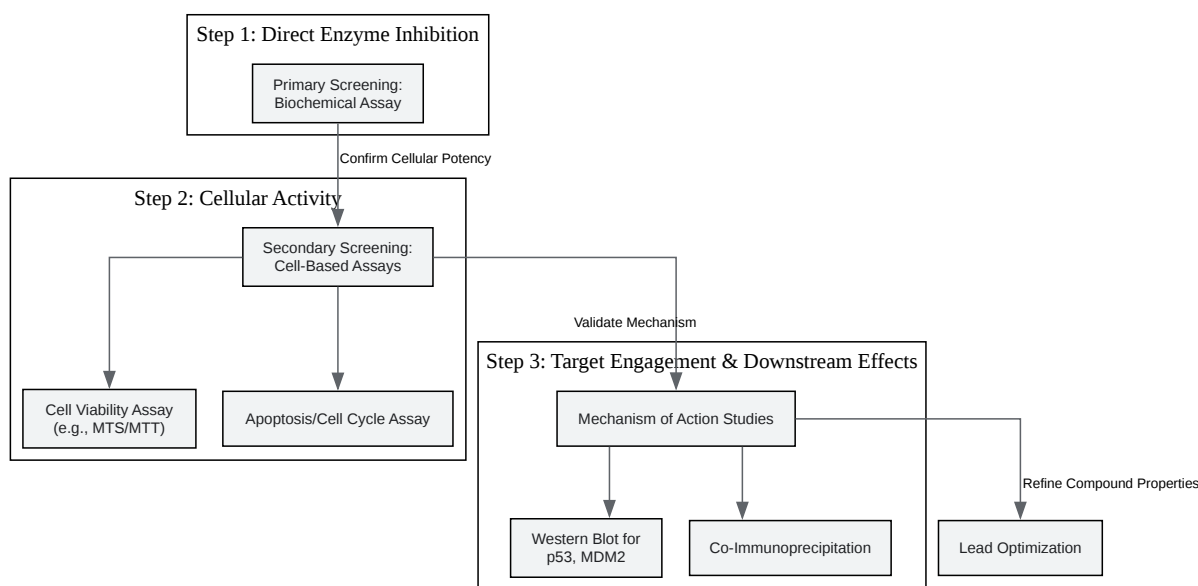 Step 1: Direct Enzyme Inhibition
Primary Screening:
Biochemical Assay
Confirm Cellular Potency
Step 2: Cellular Activity
Secondary Screening:
Cell-Based Assays
Validate Mechanism
Step 3: Target Engagement & Downstream Effects
Cell Viability Assay
(e.g., MTS/MTT)
Apoptosis/Cell Cycle Assay
Mechanism of Action Studies
Refine Compound Properties
Western Blot for
p53, MDM2
Co-Immunoprecipitation
Lead Optimization